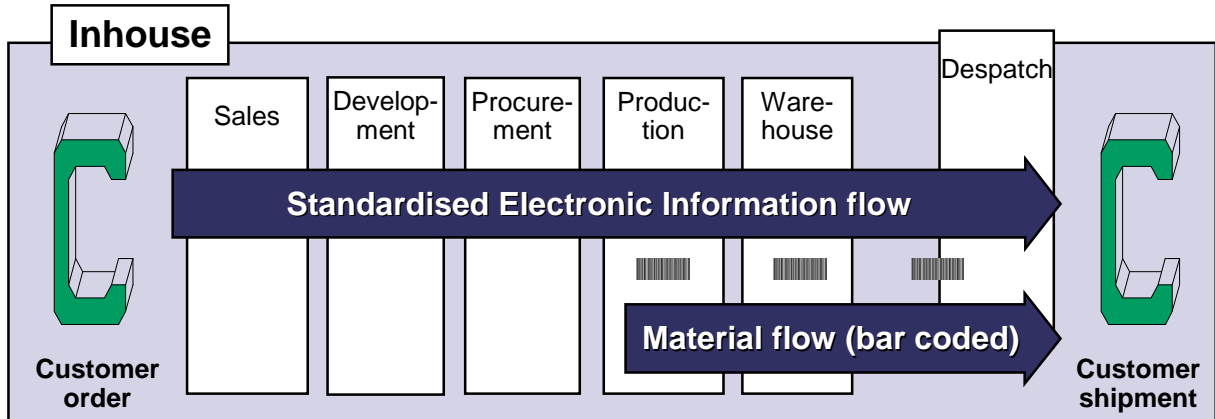 Inhouse
Sales
Develop-
ment
Procure-
ment
Produc-
tion
Ware-
house
Despatch
Standardised Electronic Information flow
Material flow (bar coded)
Customer
order
Customer
shipment